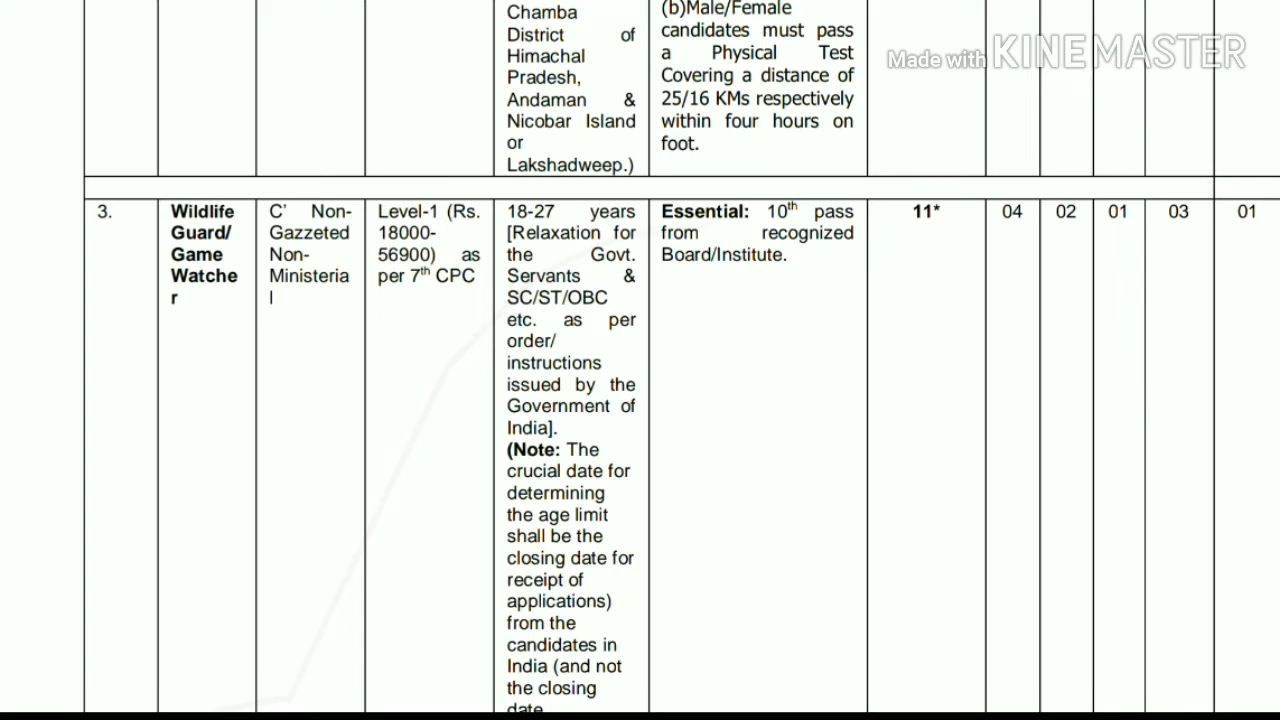 Chamba
District of
Himachal
Pradesh,
Andaman &
Nicobar Island
or
Lakshadweep.)
(b)Male/Female
candidates must pass
a Physical Test
Covering a distance of
25/16 KMs respectively
within four hours on
foot.
Made with KINEMASTER
3.
Wildlife
Guard/
Game
Watche
r
C' Non-
Gazzeted
Non-
Ministeria
l
Level-1 (Rs.
18000-
56900) as
per 7th CPC
18-27 years
[Relaxation for
the Govt.
Servants &
SC/ST/OBC
etc. as per
order/
instructions
issued by the
Government of
India].
(Note: The
crucial date for
determining
the age limit
shall be the
closing date for
receipt of
applications)
from the
candidates in
India (and not
the closing
date
Essential: 10th pass
from recognized
Board/Institute.
11*
04
02
01
03
01